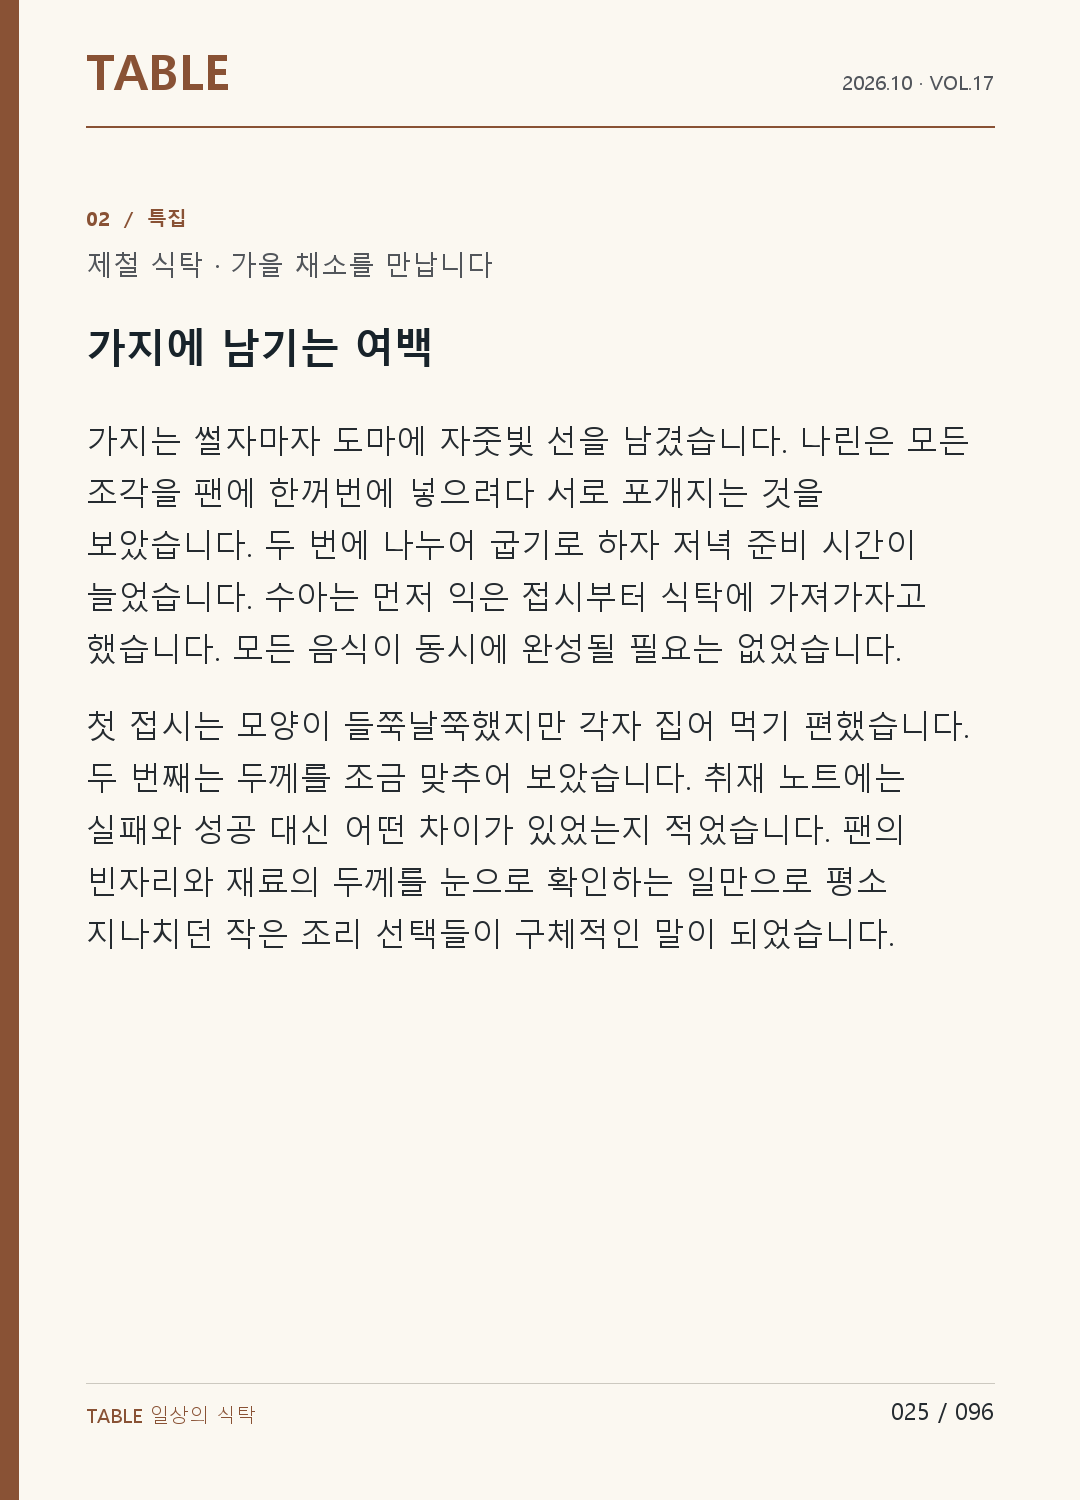 TABLE
2026.10 · VOL.17
02 / 특집
제철 식탁 · 가을 채소를 만납니다
가지에 남기는 여백
가지는 썰자마자 도마에 자줏빛 선을 남겼습니다. 나린은 모든
조각을 팬에 한꺼번에 넣으려다 서로 포개지는 것을
보았습니다. 두 번에 나누어 굽기로 하자 저녁 준비 시간이
늘었습니다. 수아는 먼저 익은 접시부터 식탁에 가져가자고
했습니다. 모든 음식이 동시에 완성될 필요는 없었습니다.
첫 접시는 모양이 들쭉날쭉했지만 각자 집어 먹기 편했습니다.
두 번째는 두께를 조금 맞추어 보았습니다. 취재 노트에는
실패와 성공 대신 어떤 차이가 있었는지 적었습니다. 팬의
빈자리와 재료의 두께를 눈으로 확인하는 일만으로 평소
지나치던 작은 조리 선택들이 구체적인 말이 되었습니다.
TABLE 일상의 식탁
025 / 096